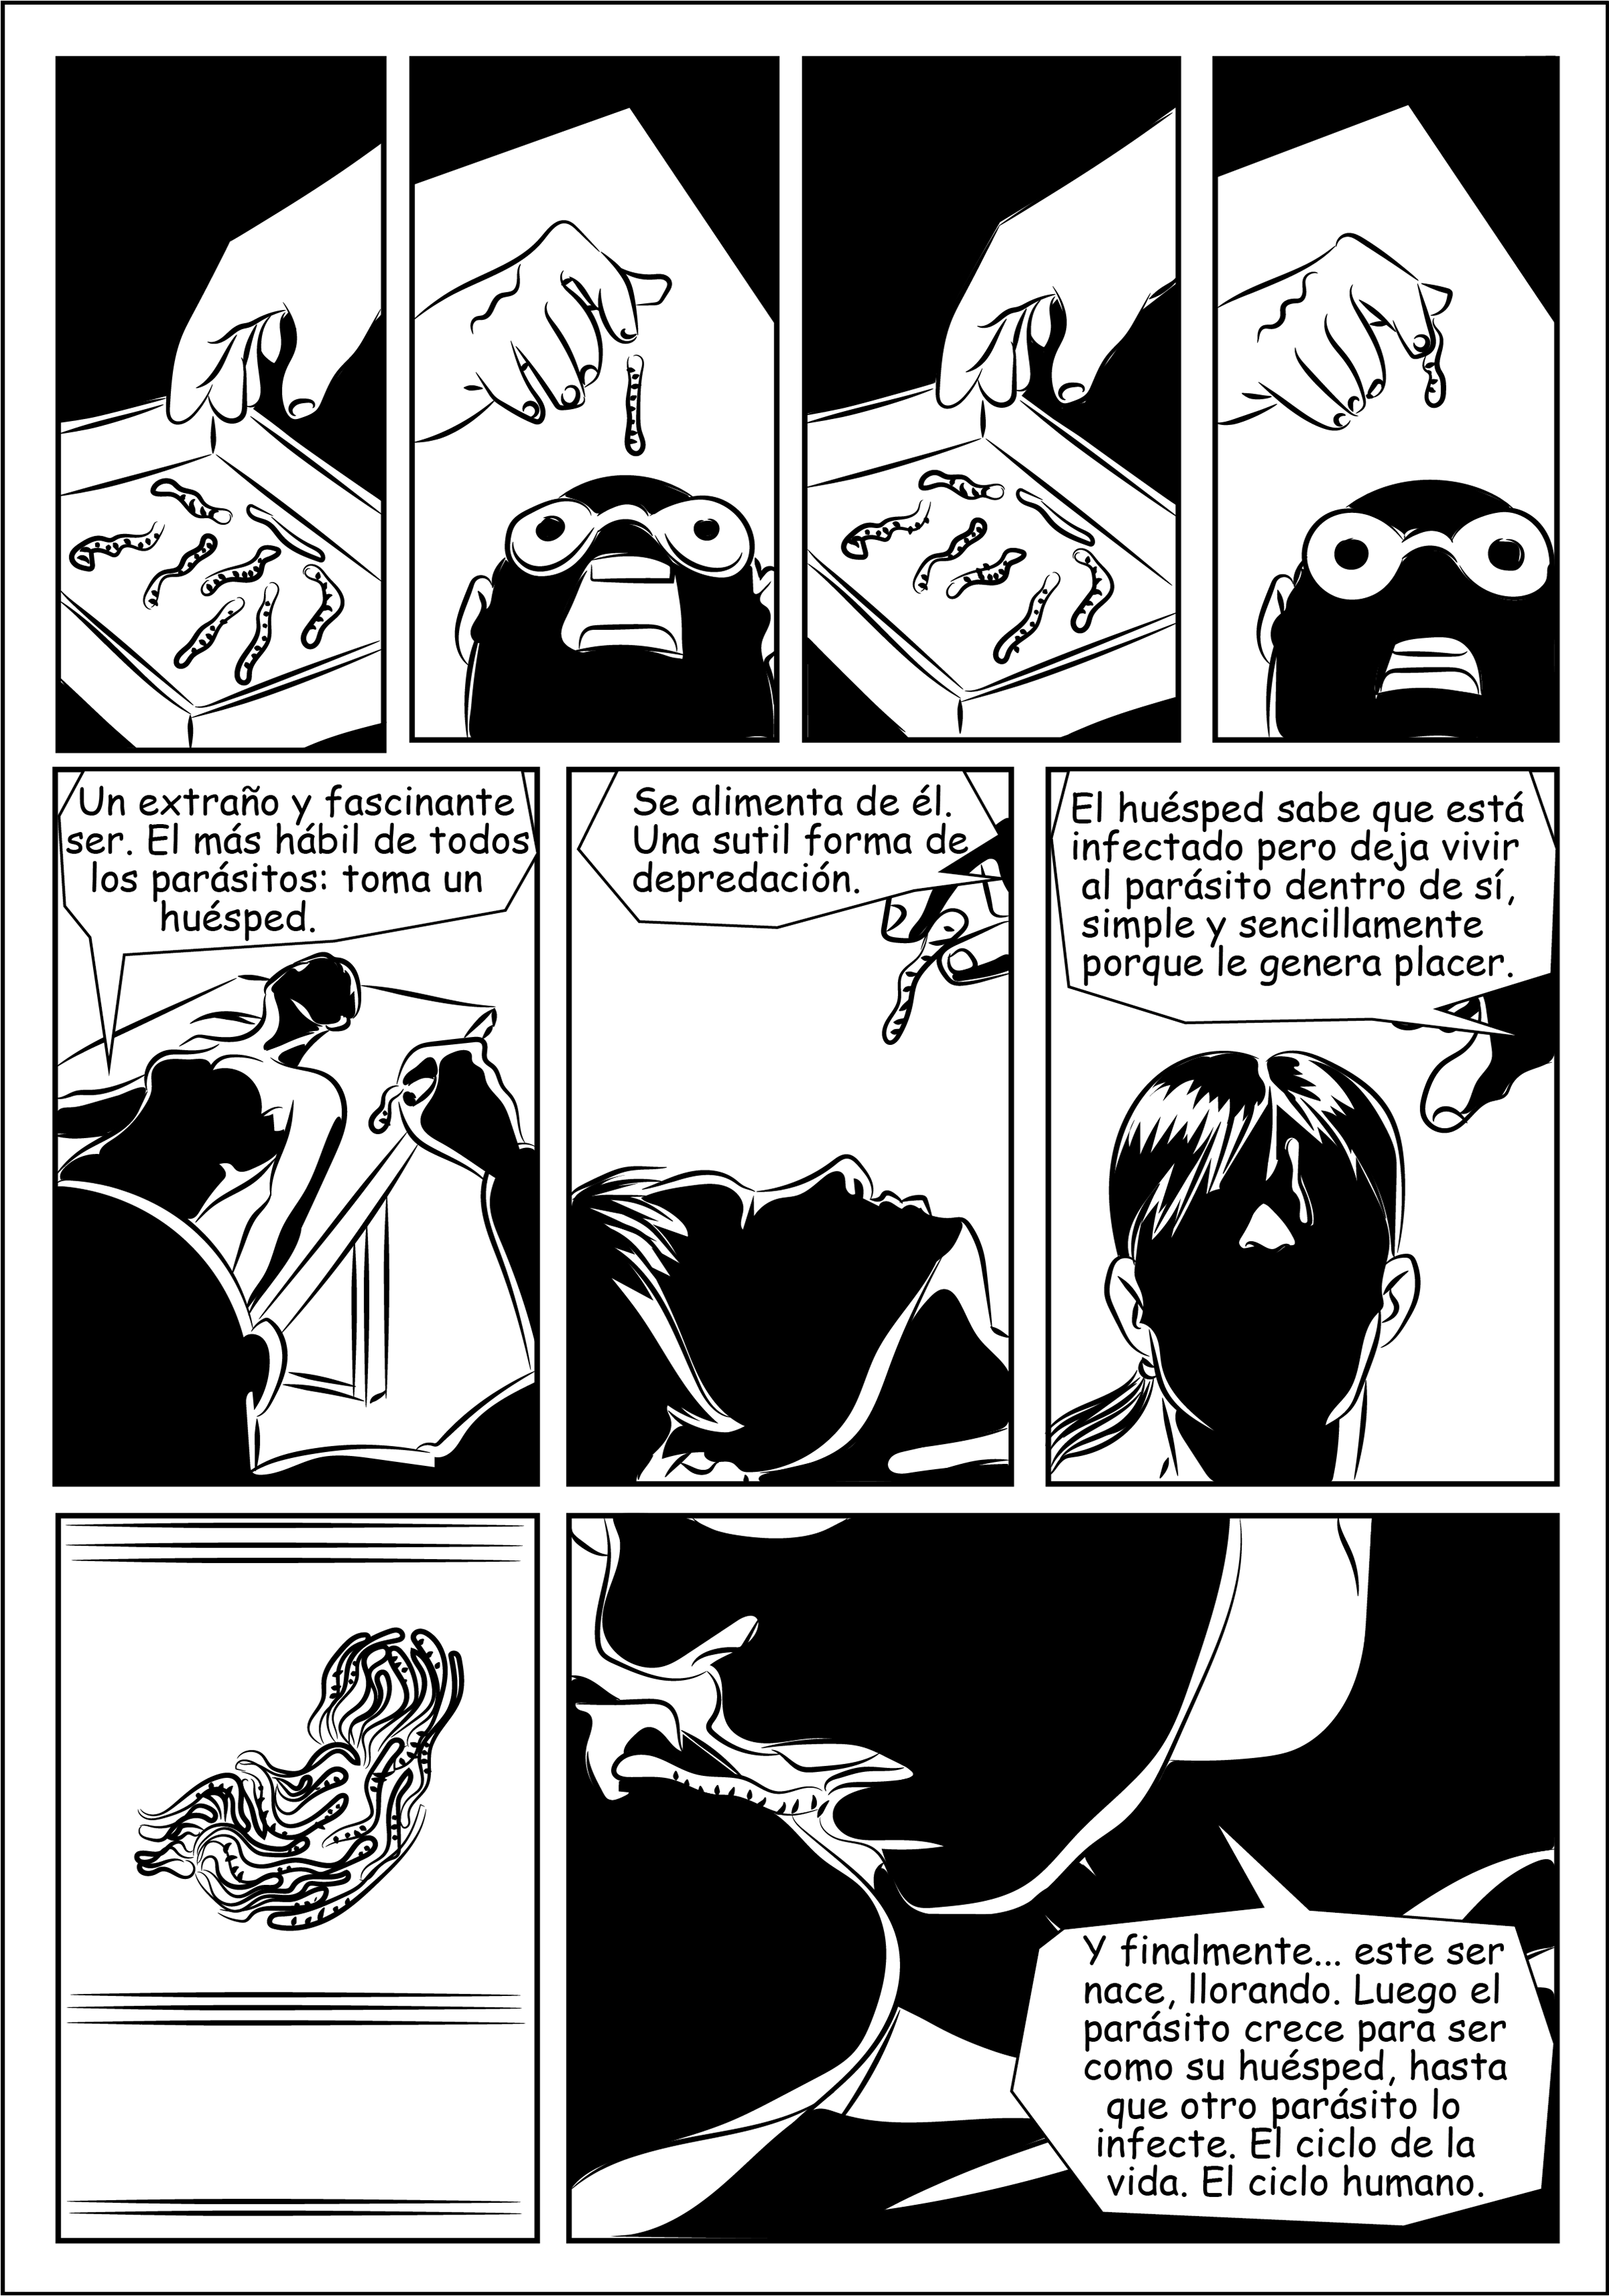 Un extraño y fascinante
ser. El más hábil de todos
los parásitos: toma un
huésped.
Se alimenta de él.
Una sutil forma de
depredación.
El huésped sabe que está
infectado pero deja vivir
al parásito dentro de sí,
simple y sencillamente
porque le genera placer.
Y finalmente... este ser
nace, llorando. Luego el
parásito crece para ser
como su huésped, hasta
que otro parásito lo
infecte. El ciclo de la
vida. El ciclo humano.